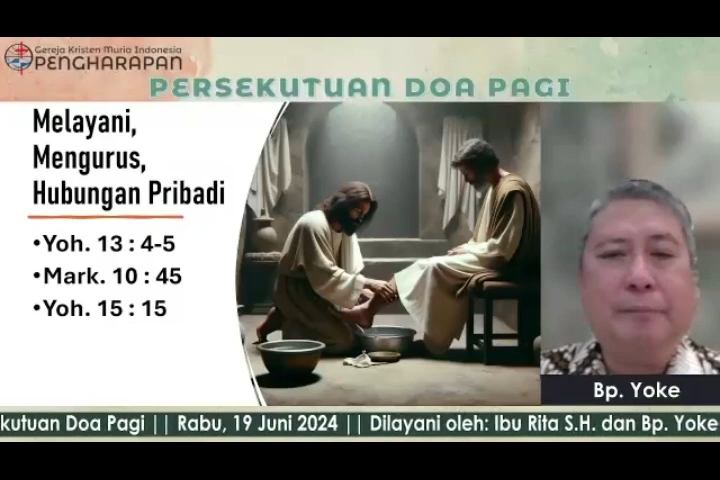 Gereja Kristen Muria Indonesia
PENGHARAPAN
PERSEKUTUAN DOA PAGI
Melayani,
Mengurus,
Hubungan Pribadi
•Yoh. 13 : 4-5
•Mark. 10 : 45
•Yoh. 15 : 15
Bp. Yoke
kutuan Doa Pagi || Rabu, 19 Juni 2024 || Dilayani oleh: Ibu Rita S.H. dan Bp. Yoke